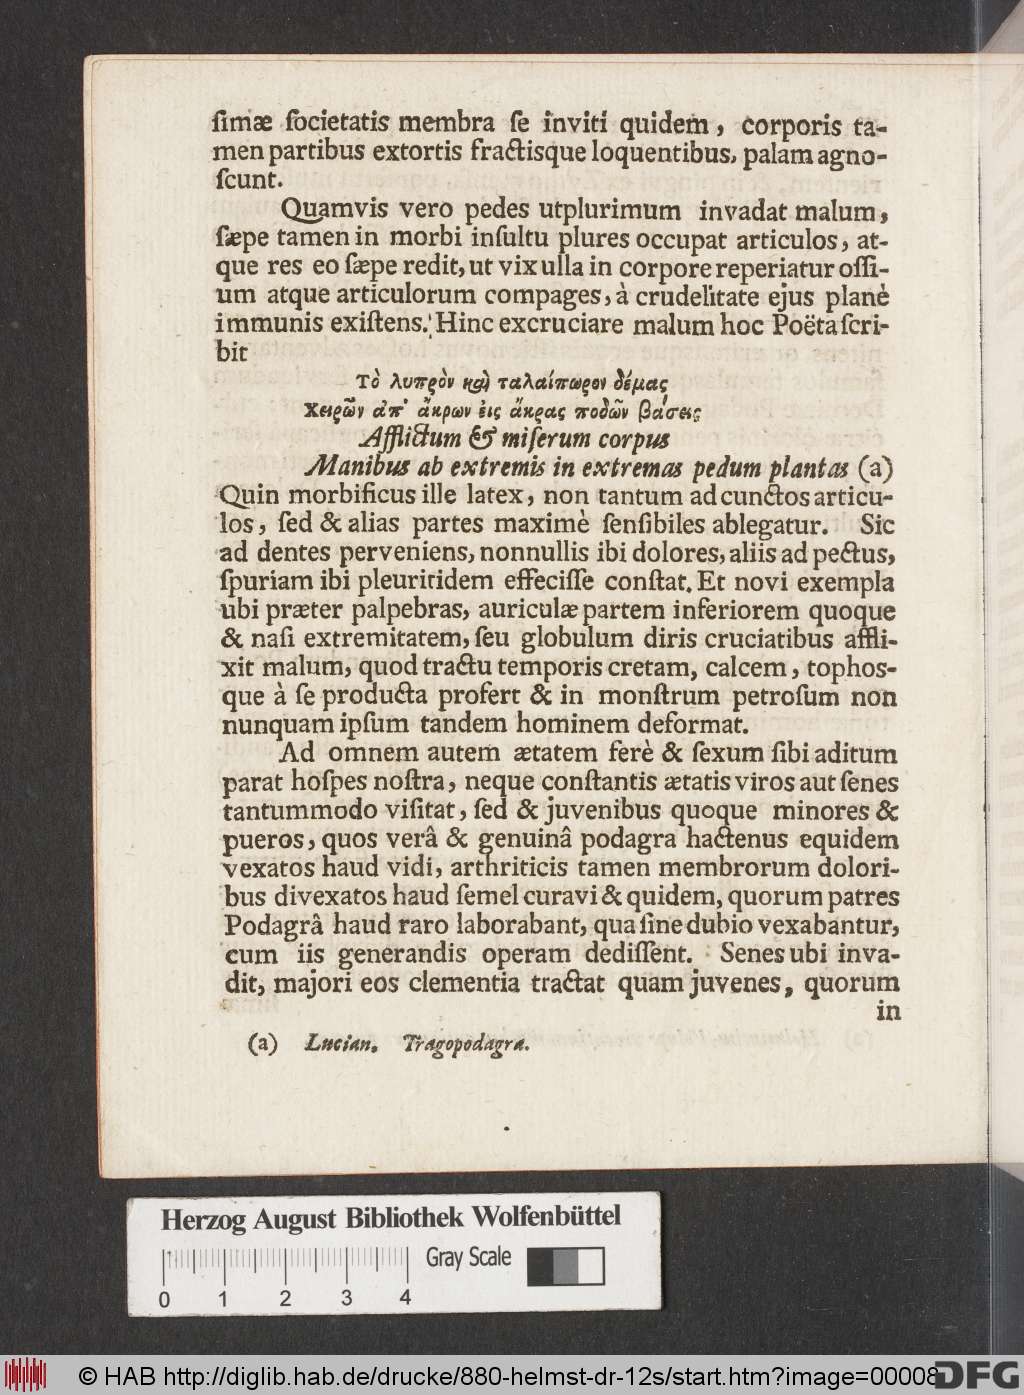 ſimæ ſocietatis membra ſe inviti quidem, corporis ta-
men partibus extortis fractisque loquentibus, palam agno-
ſcunt.
Quamvis vero pedes utplurimum invadat malum,
ſæpe tamen in morbi inſultu plures occupat articulos, at-
que res eo ſæpe redit, ut vix ulla in corpore reperiatur oſſi-
um atque articulorum compages, à crudelitate ejus planè
immunis exiſtens. Hinc excruciare malum hoc Poëta ſcri-
bit
Τὸ λυπρὸν καὶ ταλαίπωρον δέμας
Χειρῶν ἀπ' ἄκρων ἐις ἄκρας ποδῶν βάσεις
Afflictum & miſerum corpus
Manibus ab extremis in extremas pedum plantas (a)
Quin morbificus ille latex, non tantum ad cunctos articu-
los, ſed & alias partes maximè ſenſibiles ablegatur. Sic
ad dentes perveniens, nonnullis ibi dolores, aliis ad pectus,
ſpuriam ibi pleuritidem effeciſſe conſtat. Et novi exempla
ubi præter palpebras, auriculæ partem inferiorem quoque
& naſi extremitatem, ſeu globulum diris cruciatibus affli-
xit malum, quod tractu temporis cretam, calcem, tophos-
que à ſe producta profert & in monſtrum petroſum non
nunquam ipſum tandem hominem deformat.
Ad omnem autem ætatem ferè & ſexum ſibi aditum
parat hoſpes noſtra, neque conſtantis ætatis viros aut ſenes
tantummodo viſitat, ſed & juvenibus quoque minores &
pueros, quos verâ & genuinâ podagra hactenus equidem
vexatos haud vidi, arthriticis tamen membrorum dolori-
bus divexatos haud ſemel curavi & quidem, quorum patres
Podagrâ haud raro laborabant, qua ſine dubio vexabantur,
cum iis generandis operam dediſſent. Senes ubi inva-
dit, majori eos clementia tractat quam juvenes, quorum
in
(a) Lucian. Tragopodagra.
Herzog August Bibliothek Wolfenbüttel
Gray Scale
0 1 2 3 4
© HAB http://diglib.hab.de/drucke/880-helmst-dr-12s/start.htm?image=00008
DFG